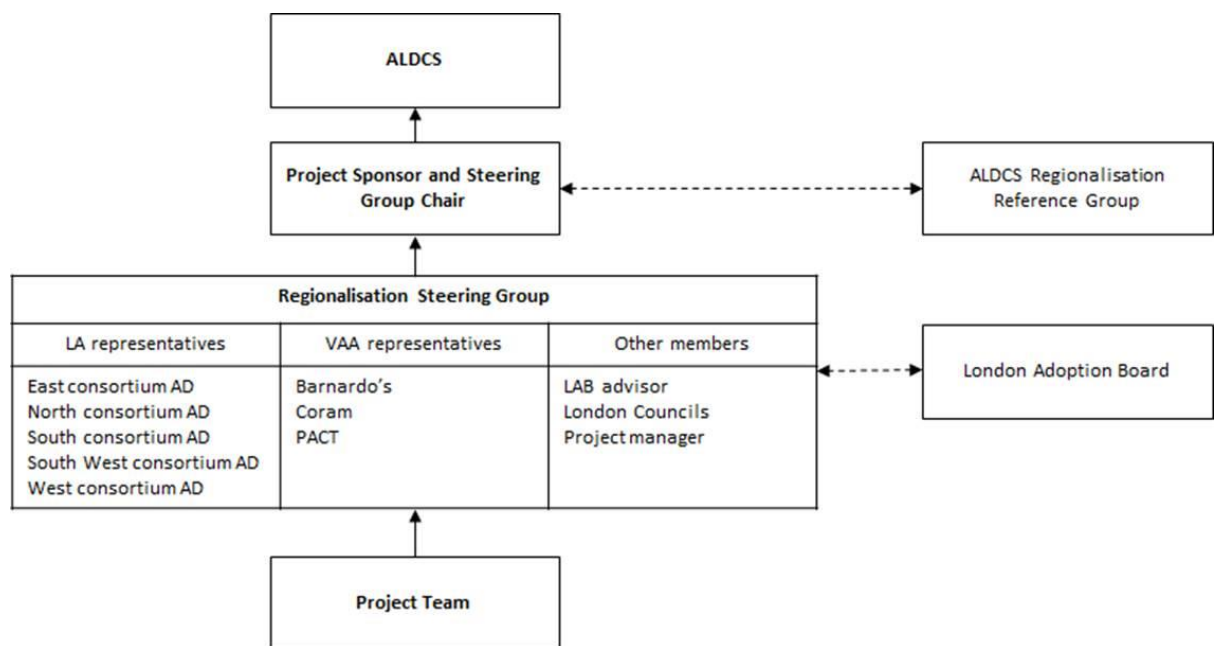 ALDCS
Project Sponsor and Steering
Group Chair
ALDCS Regionalisation
Reference Group
Regionalisation Steering Group
LA representatives
VAA representatives
Other members
East consortium AD
North consortium AD
South consortium AD
South West consortium AD
West consortium AD
Barnardo's
Coram
PACT
LAB advisor
London Councils
Project manager
London Adoption Board
Project Team